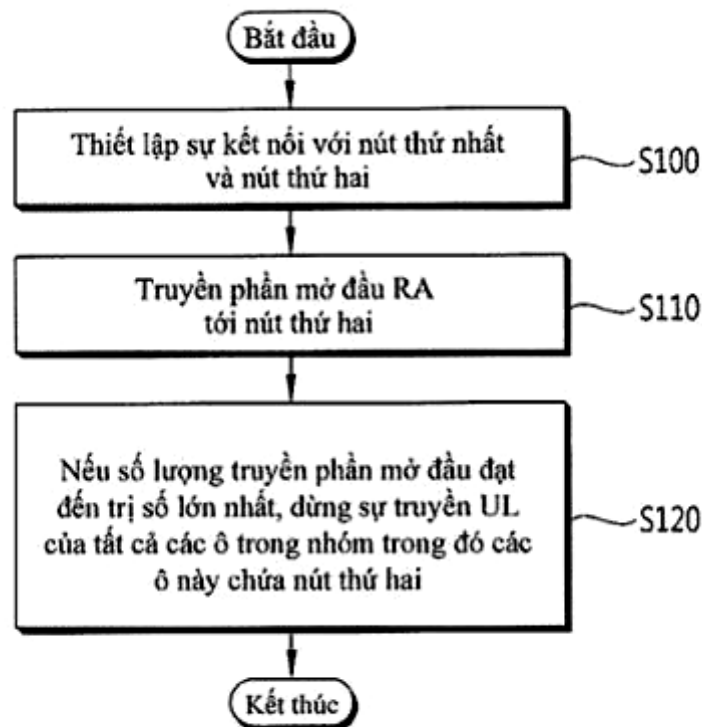 Bắt đầu
Thiết lập sự kết nối với nút thứ nhất
và nút thứ hai
S100
Truyền phần mở đầu RA
tới nút thứ hai
S110
Nếu số lượng truyền phần mở đầu đạt
đến trị số lớn nhất, dừng sự truyền UL
của tất cả các ô trong nhóm trong đó các
ô này chứa nút thứ hai
S120
Kết thúc